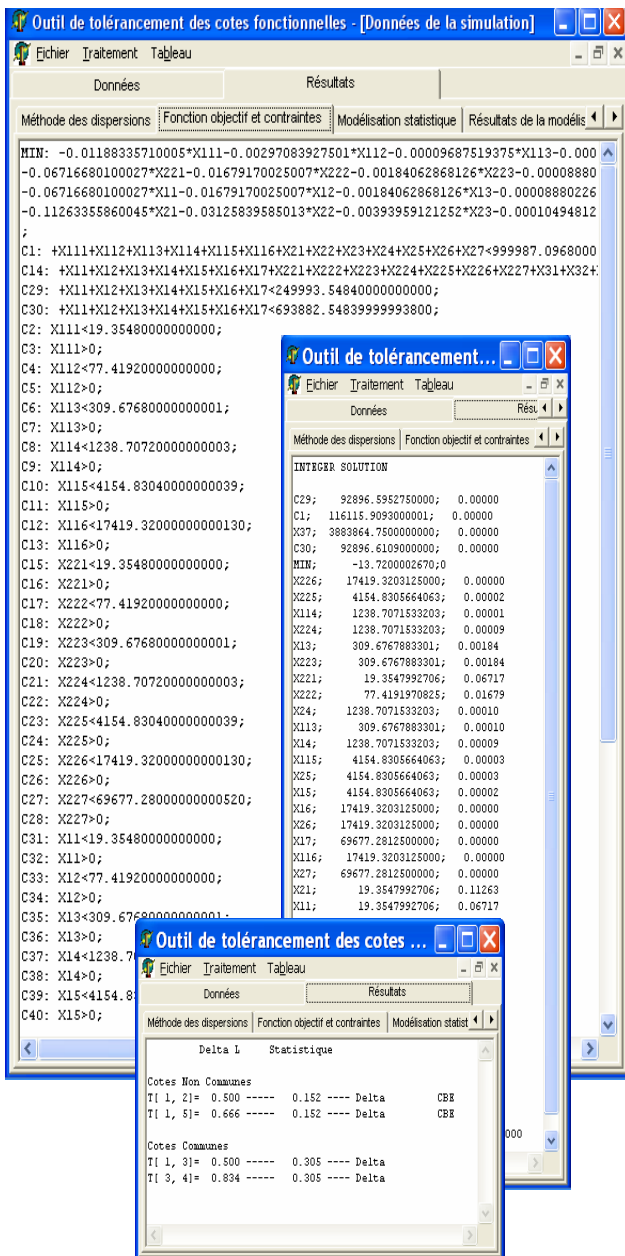 Outil de tolérancement des cotes fonctionnelles - [Données de la simulation]
Fichier Traitement Tableau
Données Résultats
Méthode des dispersions Fonction objectif et contraintes Modélisation statistique Résultats de la modélis
MIN: -0.01188335710005*X111-0.00297083927501*X112-0.00009687519375*X113-0.000
-0.06716680100027*X221-0.01679170025007*X222-0.00184062868126*X223-0.00008880
-0.06716680100027*X11-0.01679170025007*X12-0.00184062868126*X13-0.00008880226
-0.11263355860045*X21-0.03125839585013*X22-0.00393959121252*X23-0.00010494812
;
C1: +X111+X112+X113+X114+X115+X116+X21+X22+X23+X24+X25+X26+X27<999987.0968000
C14: +X11+X12+X13+X14+X15+X16+X17+X221+X222+X223+X224+X225+X226+X227+X31+X32+
C29: +X11+X12+X13+X14+X15+X16+X17<249993.54840000000000;
C30: +X11+X12+X13+X14+X15+X16+X17<693882.54839999993800;
C2: X111<19.35480000000000;
C3: X111>0;
C4: X112<77.41920000000000;
C5: X112>0;
C6: X113<309.67680000000001;
C7: X113>0;
C8: X114<1238.70720000000003;
C9: X114>0;
C10: X115<4154.83040000000039;
C11: X115>0;
C12: X116<17419.32000000000130;
C13: X116>0;
C15: X221<19.35480000000000;
C16: X221>0;
C17: X222<77.41920000000000;
C18: X222>0;
C19: X223<309.67680000000001;
C20: X223>0;
C21: X224<1238.70720000000003;
C22: X224>0;
C23: X225<4154.83040000000039;
C24: X225>0;
C25: X226<17419.32000000000130;
C26: X226>0;
C27: X227<69677.28000000000520;
C28: X227>0;
C31: X11<19.35480000000000;
C32: X11>0;
C33: X12<77.41920000000000;
C34: X12>0;
C35: X13<309.67680000000001;
C36: X13>0;
C37: X14<1238.7
C38: X14>0;
C39: X15<4154.8
C40: X15>0;
Outil de tolérancement...
Fichier Traitement Tableau
Données Résu
Méthode des dispersions Fonction objectif et contraintes
INTEGER SOLUTION
C29; 92896.5952750000; 0.00000
C1; 116115.9093000001; 0.00000
X37; 3883864.7500000000; 0.00000
C30; 92896.6109000000; 0.00000
MIN; -13.7200002670;0
X226; 17419.3203125000; 0.00000
X225; 4154.8305664063; 0.00002
X114; 1238.7071533203; 0.00001
X224; 1238.7071533203; 0.00009
X13; 309.6767883301; 0.00184
X223; 309.6767883301; 0.00184
X221; 19.3547992706; 0.06717
X222; 77.4191970825; 0.01679
X24; 1238.7071533203; 0.00010
X113; 309.6767883301; 0.00010
X14; 1238.7071533203; 0.00009
X115; 4154.8305664063; 0.00003
X25; 4154.8305664063; 0.00003
X15; 4154.8305664063; 0.00002
X16; 17419.3203125000; 0.00000
X26; 17419.3203125000; 0.00000
X17; 69677.2812500000; 0.00000
X116; 17419.3203125000; 0.00000
X27; 69677.2812500000; 0.00000
X21; 19.3547992706; 0.11263
X11; 19.3547992706; 0.06717
000
Outil de tolérancement des cotes ...
Fichier Traitement Tableau
Données Résultats
Méthode des dispersions Fonction objectif et contraintes Modélisation statist
Delta L Statistique
Cotes Non Communes
T[ 1, 2]= 0.500 ----- 0.152 ---- Delta CBE
T[ 1, 5]= 0.666 ----- 0.152 ---- Delta CBE
Cotes Communes
T[ 1, 3]= 0.500 ----- 0.305 ---- Delta
T[ 3, 4]= 0.834 ----- 0.305 ---- Delta